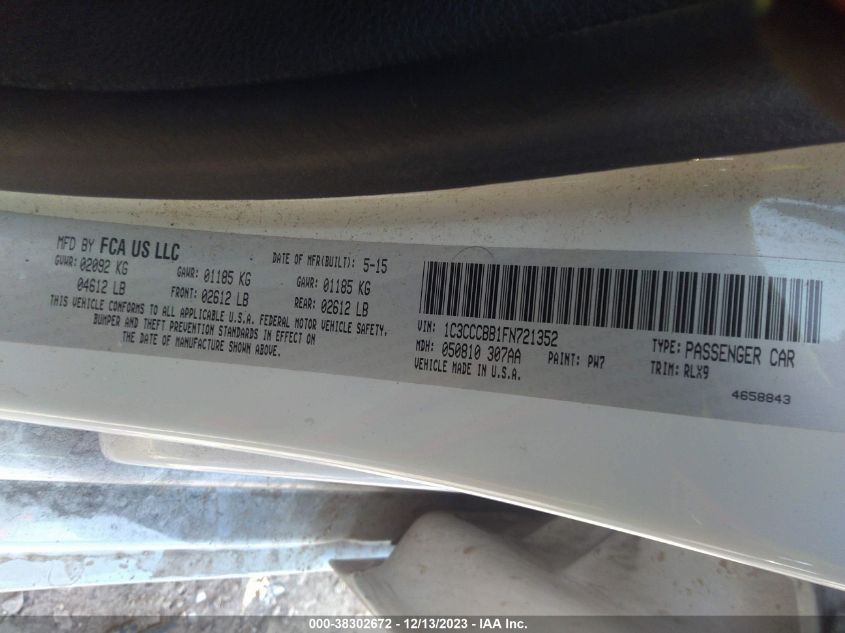 MFD BY FCA US LLC
DATE OF MFR(BUILT): 5-15
GVWR: 02092 KG
GAWR: 01185 KG
GAWR: 01185 KG
04612 LB
FRONT: 02612 LB
REAR: 02612 LB
THIS VEHICLE CONFORMS TO ALL APPLICABLE U.S.A. FEDERAL MOTOR VEHICLE SAFETY,
BUMPER AND THEFT PREVENTION STANDARDS IN EFFECT ON
THE DATE OF MANUFACTURE SHOWN ABOVE.
VIN: 1C3CCCBB1FN721352
TYPE: PASSENGER CAR
MDH: 050810 307AA
PAINT: PW7
TRIM: RLX9
VEHICLE MADE IN U.S.A.
4658843
000-38302672 - 12/13/2023 - IAA Inc.